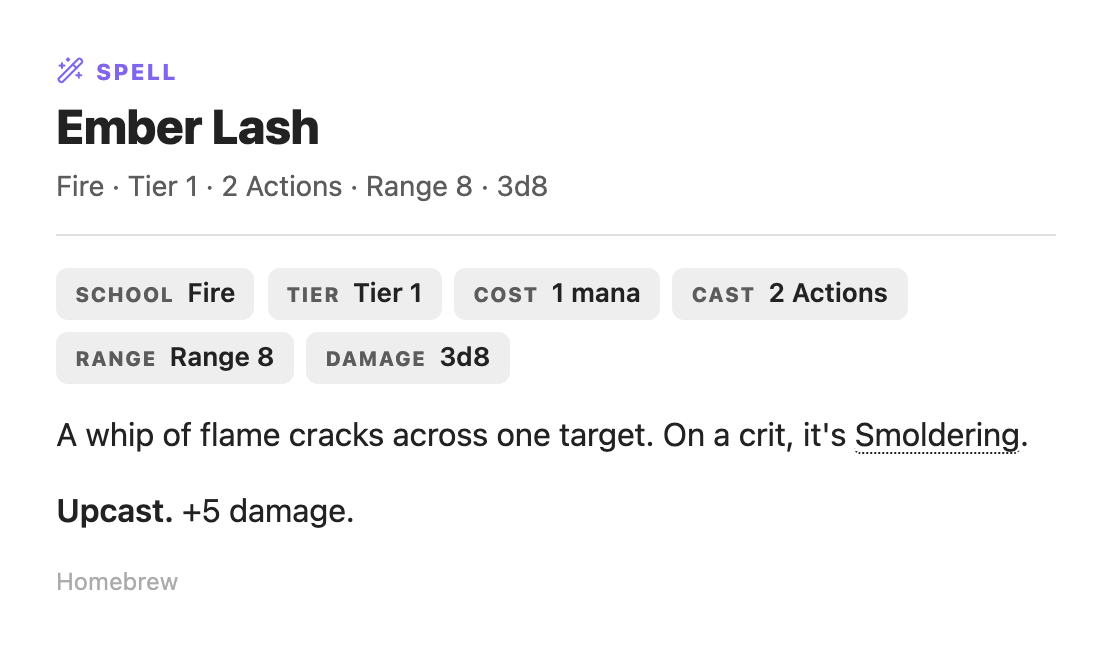 SPELL
Ember Lash
Fire · Tier 1 · 2 Actions · Range 8 · 3d8
SCHOOL Fire TIER Tier 1 COST 1 mana CAST 2 Actions
RANGE Range 8 DAMAGE 3d8
A whip of flame cracks across one target. On a crit, it's Smoldering.
Upcast. +5 damage.
Homebrew